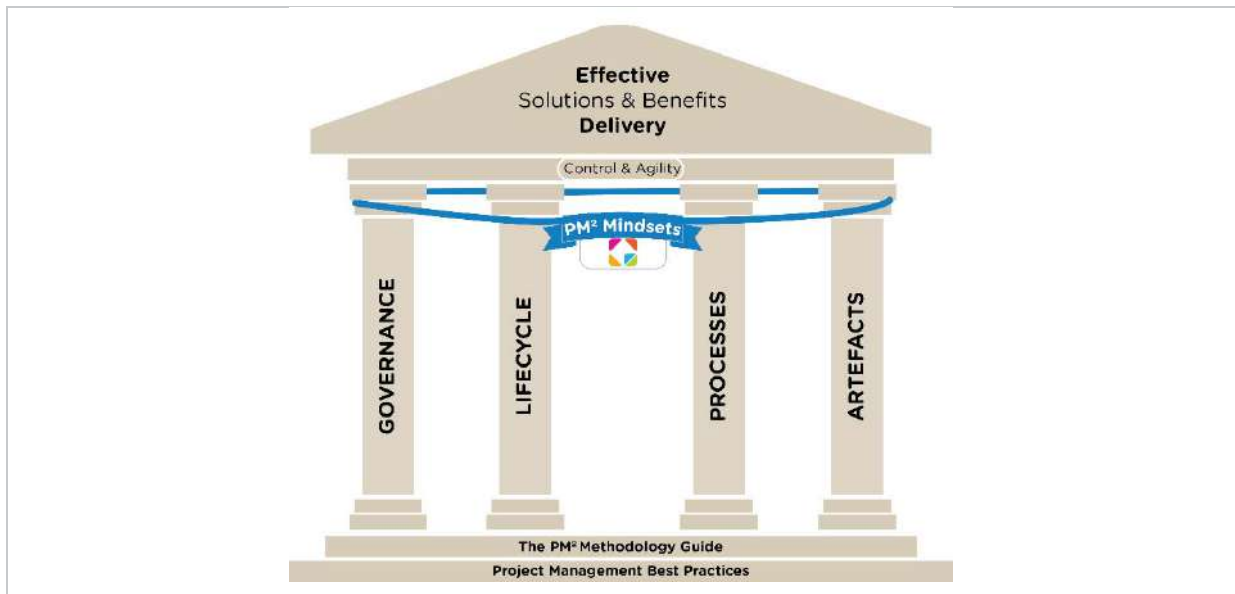 Effective
Solutions & Benefits
Delivery
Control & Agility
PM² Mindsets
GOVERNANCE
LIFECYCLE
PROCESSES
ARTEFACTS
The PM² Methodology Guide
Project Management Best Practices